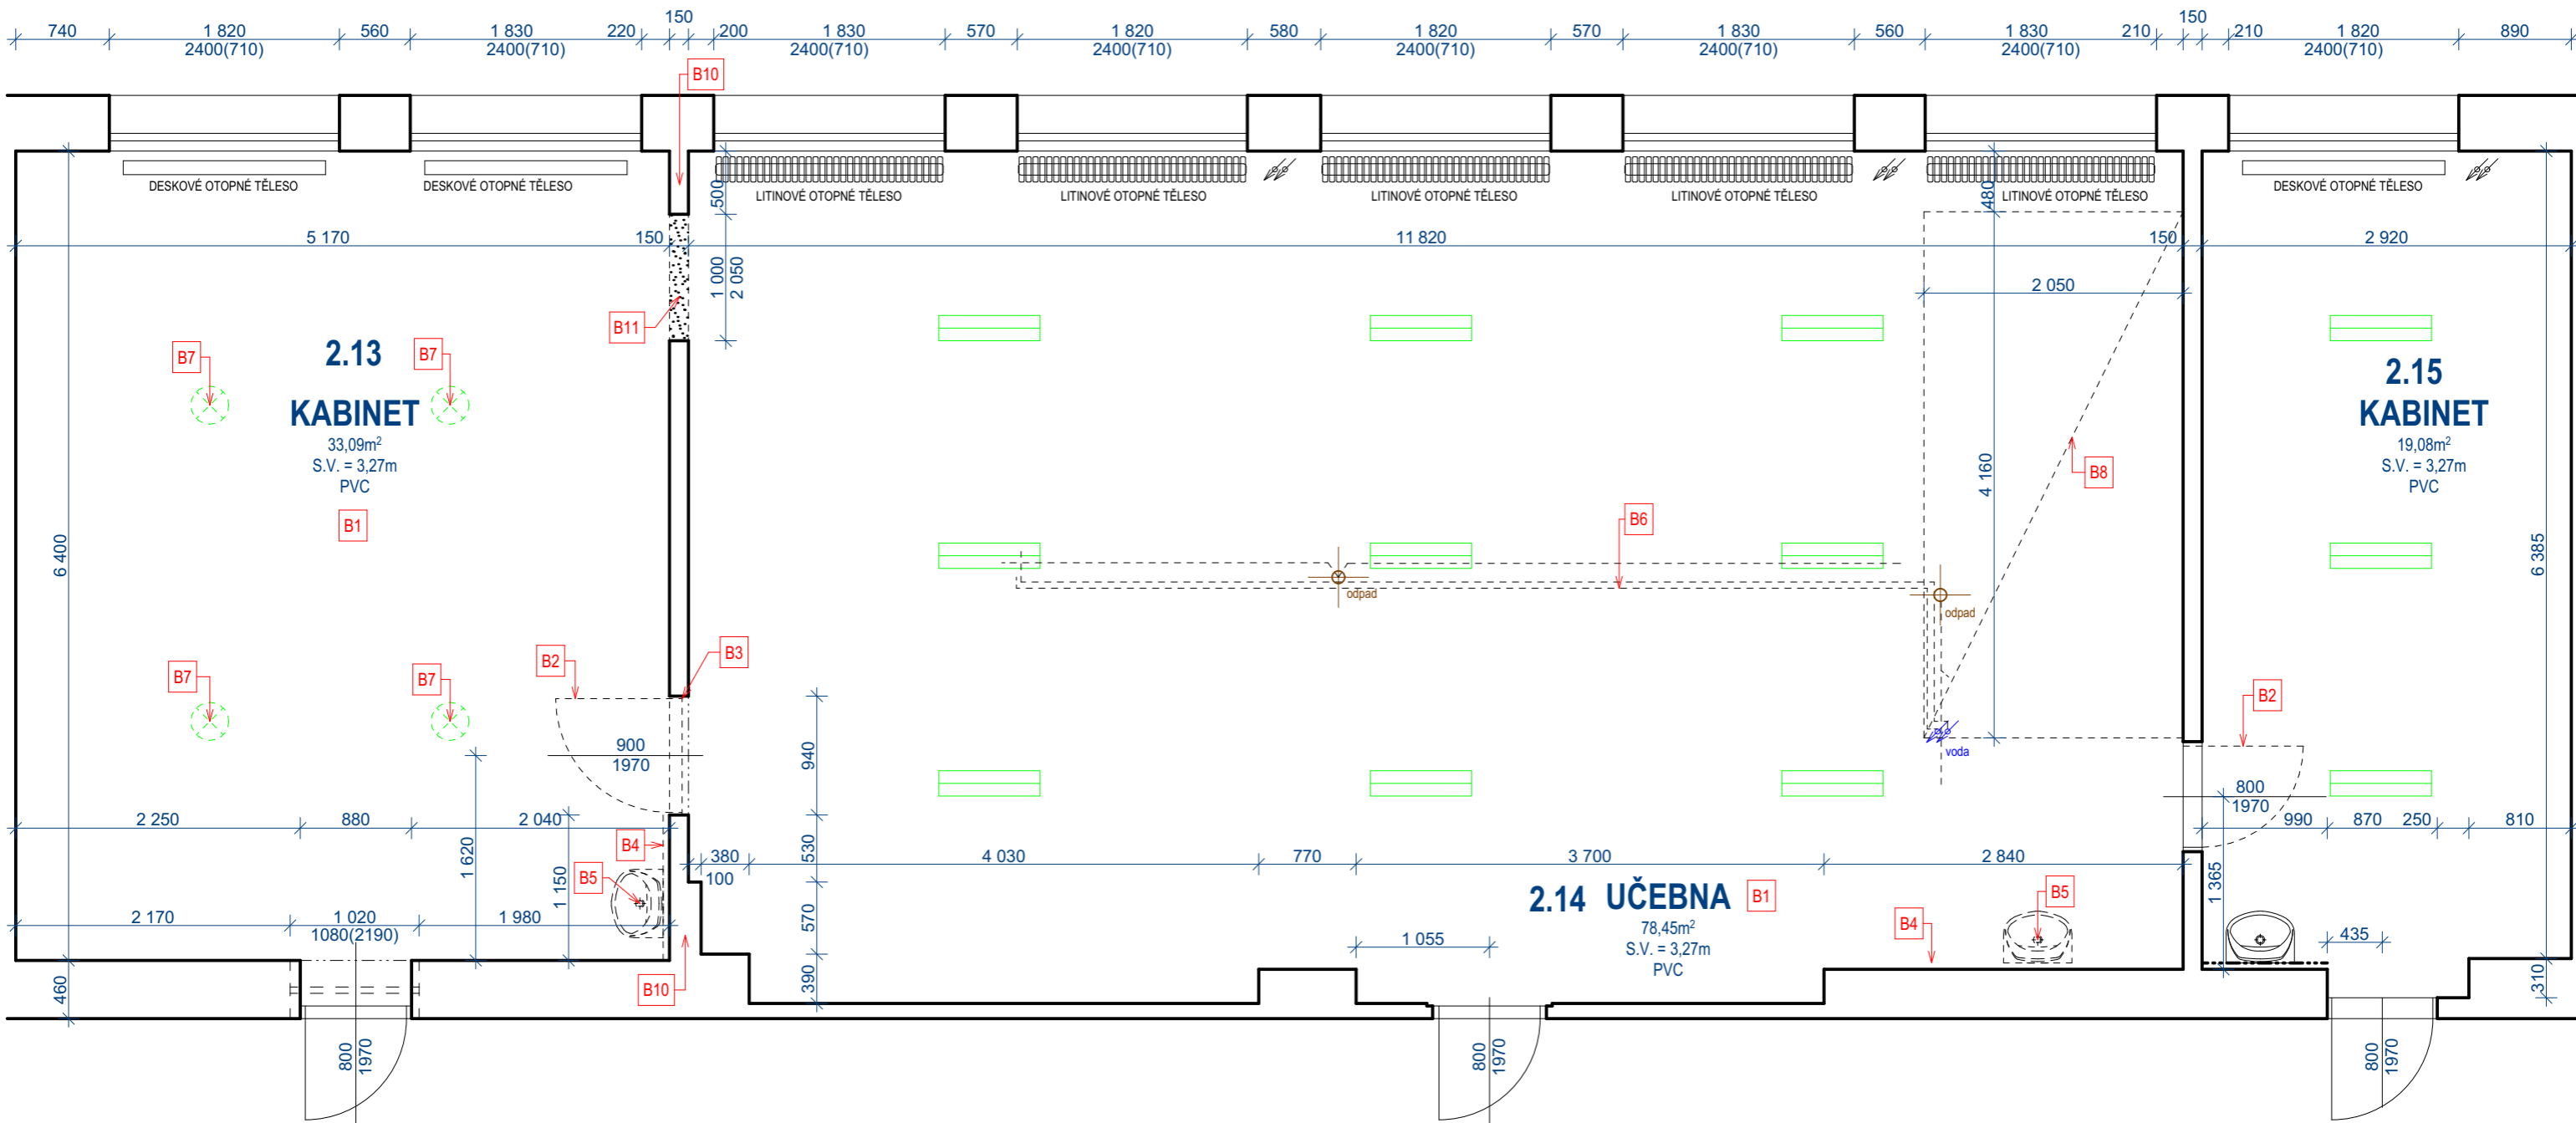 740 1 820 560 1 830 220 150 200 1 830 570 1 820 580 1 820 570 1 830 560 1 830 210 150 210 1 820 890
2400(710) 2400(710) 2400(710) 2400(710) 2400(710) 2400(710) 2400(710) 2400(710)
B10
DESKOVÉ OTOPNÉ TĚLESO DESKOVÉ OTOPNÉ TĚLESO LITINOVÉ OTOPNÉ TĚLESO LITINOVÉ OTOPNÉ TĚLESO LITINOVÉ OTOPNÉ TĚLESO LITINOVÉ OTOPNÉ TĚLESO LITINOVÉ OTOPNÉ TĚLESO DESKOVÉ OTOPNÉ TĚLESO
500 480
5 170 150 11 820 150 2 920
1 000
2 050
2 050
B11
B7 B7
2.13
KABINET
33,09m²
S.V. = 3,27m
PVC
B1
2.15
KABINET
19,08m²
S.V. = 3,27m
PVC
B8
4 160
B6
6 400
6 385
odpad
odpad
B7 B7 B2 B3
B2
voda
900
1970
940
800
1970
2 250 880 2 040
990 870 250 810
1 620
1 150
B4
530
380
100
4 030 770 3 700 2 840
B5
2.14 UČEBNA B1
78,45m²
S.V. = 3,27m
PVC
B4
B5
1 365
2 170 1 020 1 980
1080(2190)
570
1 055
435
460
B10
390
310
800
1970
800
1970
800
1970